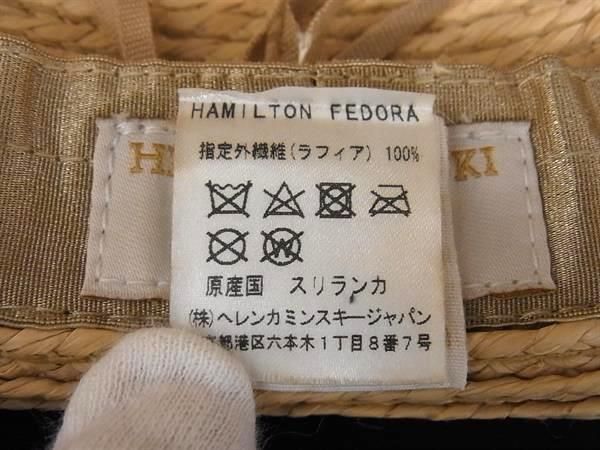 HAMILTON FEDORA
指定外繊維(ラフィア) 100%
原産国 スリランカ
(株)ヘレンカミンスキージャパン
京都港区六本木1丁目8番7号